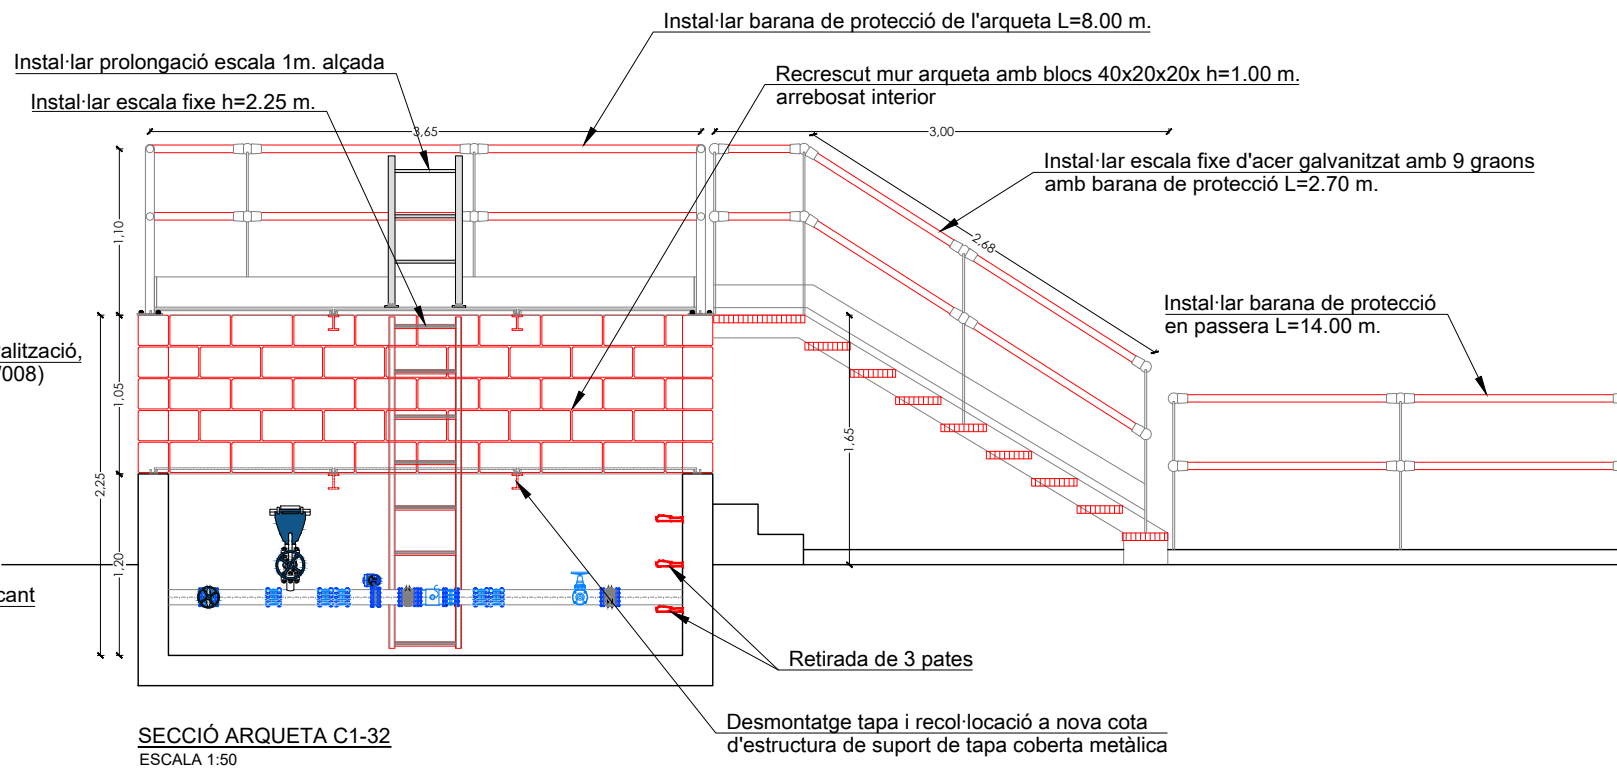 Instal·lar barana de protecció de l'arqueta L=8.00 m.
Instal·lar prolongació escala 1m. alçada
Instal·lar escala fixe h=2.25 m.
Recrescut mur arqueta amb blocs 40x20x20x h=1.00 m.
arrebosat interior
3,65
3,00
Instal·lar escala fixe d'acer galvanitzat amb 9 graons
amb barana de protecció L=2.70 m.
2,68
1,10
Instal·lar barana de protecció
en passera L=14.00 m.
ralització,
/008)
1,05
1,65
2,25
1,20
cant
Retirada de 3 pates
Desmontatge tapa i recol·locació a nova cota
d'estructura de suport de tapa coberta metàlica
SECCIÓ ARQUETA C1-32
ESCALA 1:50